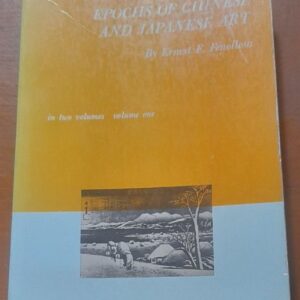 EPOCHS OF CHINESE
AND JAPANESE ART
By Ernest F. Fenollosa
in two volumes volume one